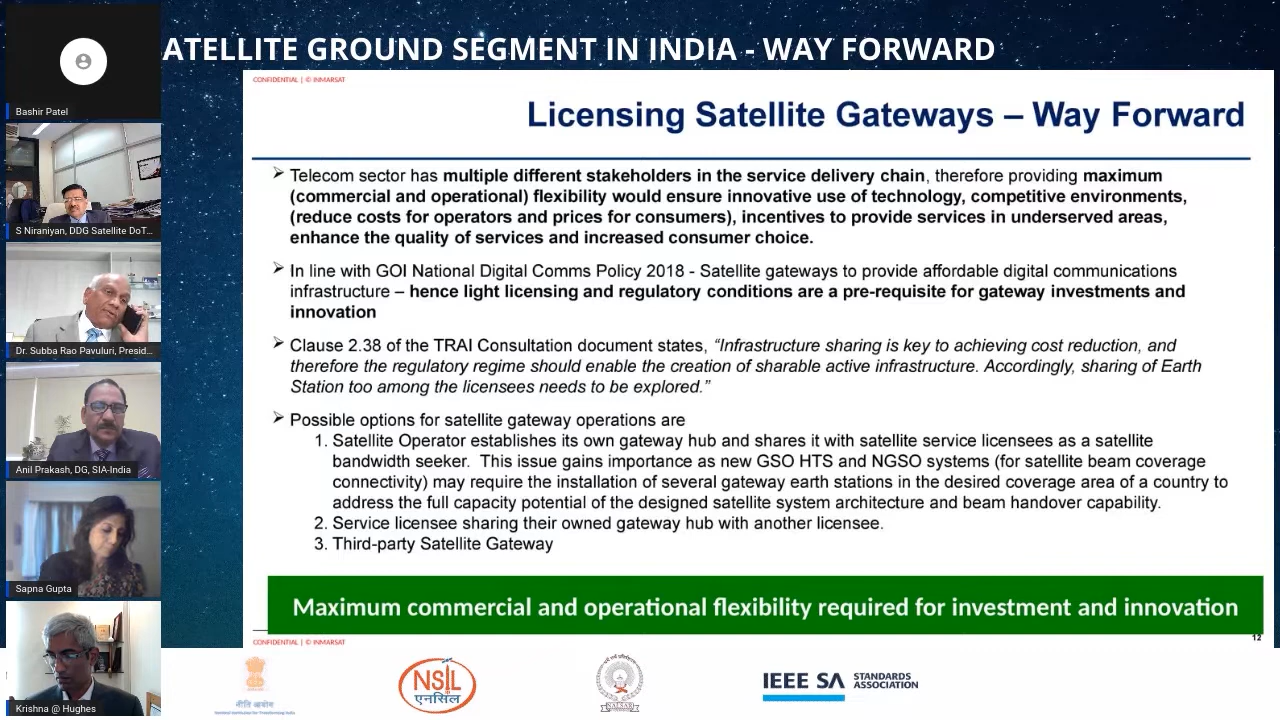 ATELLITE GROUND SEGMENT IN INDIA - WAY FORWARD
CONFIDENTIAL | © INMARSAT
Licensing Satellite Gateways – Way Forward
➢ Telecom sector has multiple different stakeholders in the service delivery chain, therefore providing maximum
(commercial and operational) flexibility would ensure innovative use of technology, competitive environments,
(reduce costs for operators and prices for consumers), incentives to provide services in underserved areas,
enhance the quality of services and increased consumer choice.
➢ In line with GOI National Digital Comms Policy 2018 - Satellite gateways to provide affordable digital communications
infrastructure – hence light licensing and regulatory conditions are a pre-requisite for gateway investments and
innovation
➢ Clause 2.38 of the TRAI Consultation document states, “Infrastructure sharing is key to achieving cost reduction, and
therefore the regulatory regime should enable the creation of sharable active infrastructure. Accordingly, sharing of Earth
Station too among the licensees needs to be explored.”
➢ Possible options for satellite gateway operations are
1. Satellite Operator establishes its own gateway hub and shares it with satellite service licensees as a satellite
bandwidth seeker. This issue gains importance as new GSO HTS and NGSO systems (for satellite beam coverage
connectivity) may require the installation of several gateway earth stations in the desired coverage area of a country to
address the full capacity potential of the designed satellite system architecture and beam handover capability.
2. Service licensee sharing their owned gateway hub with another licensee.
3. Third-party Satellite Gateway
Maximum commercial and operational flexibility required for investment and innovation
CONFIDENTIAL | © INMARSAT
12
Bashir Patel
S Niraniyan, DDG Satellite DoT...
Dr. Subba Rao Pavuluri, Presid...
Anil Prakash, DG, SIA-India
Sapna Gupta
Krishna @ Hughes
नीति आयोग
National Institution for Transforming India
NSIL
एनसिल
NALSAR
IEEE SA
STANDARDS
ASSOCIATION